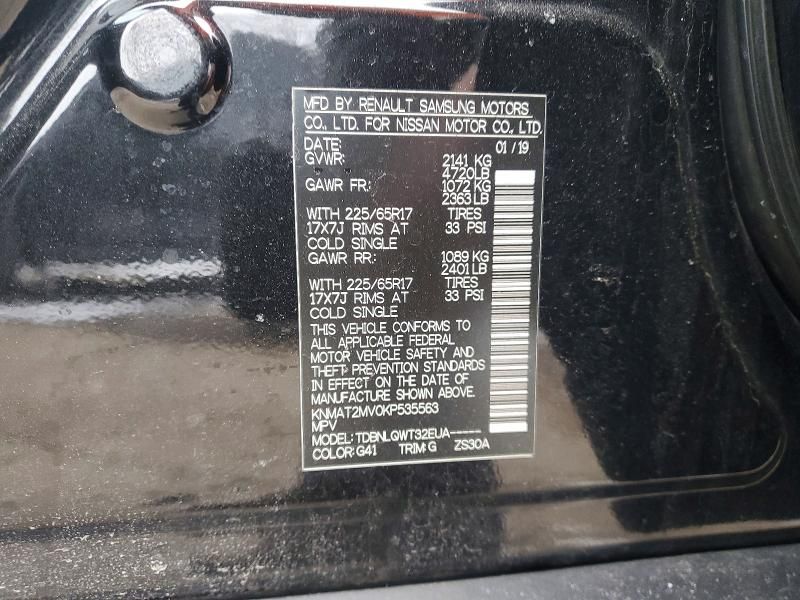 MFD BY RENAULT SAMSUNG MOTORS
CO., LTD. FOR NISSAN MOTOR CO., LTD.
DATE: 01/19
GVWR: 2141 KG
4720LB
GAWR FR.: 1072 KG
2363 LB
WITH 225/65R17 TIRES
17X7J RIMS AT 33 PSI
COLD SINGLE
GAWR RR.: 1089 KG
2401 LB
WITH 225/65R17 TIRES
17X7J RIMS AT 33 PSI
COLD SINGLE
THIS VEHICLE CONFORMS TO
ALL APPLICABLE FEDERAL
MOTOR VEHICLE SAFETY AND
THEFT PREVENTION STANDARDS
IN EFFECT ON THE DATE OF
MANUFACTURE SHOWN ABOVE.
KNMAT2MV0KP535563
MPV
MODEL: TDBNLQWT32EUA-----
COLOR: G41 TRIM: G ZS30A